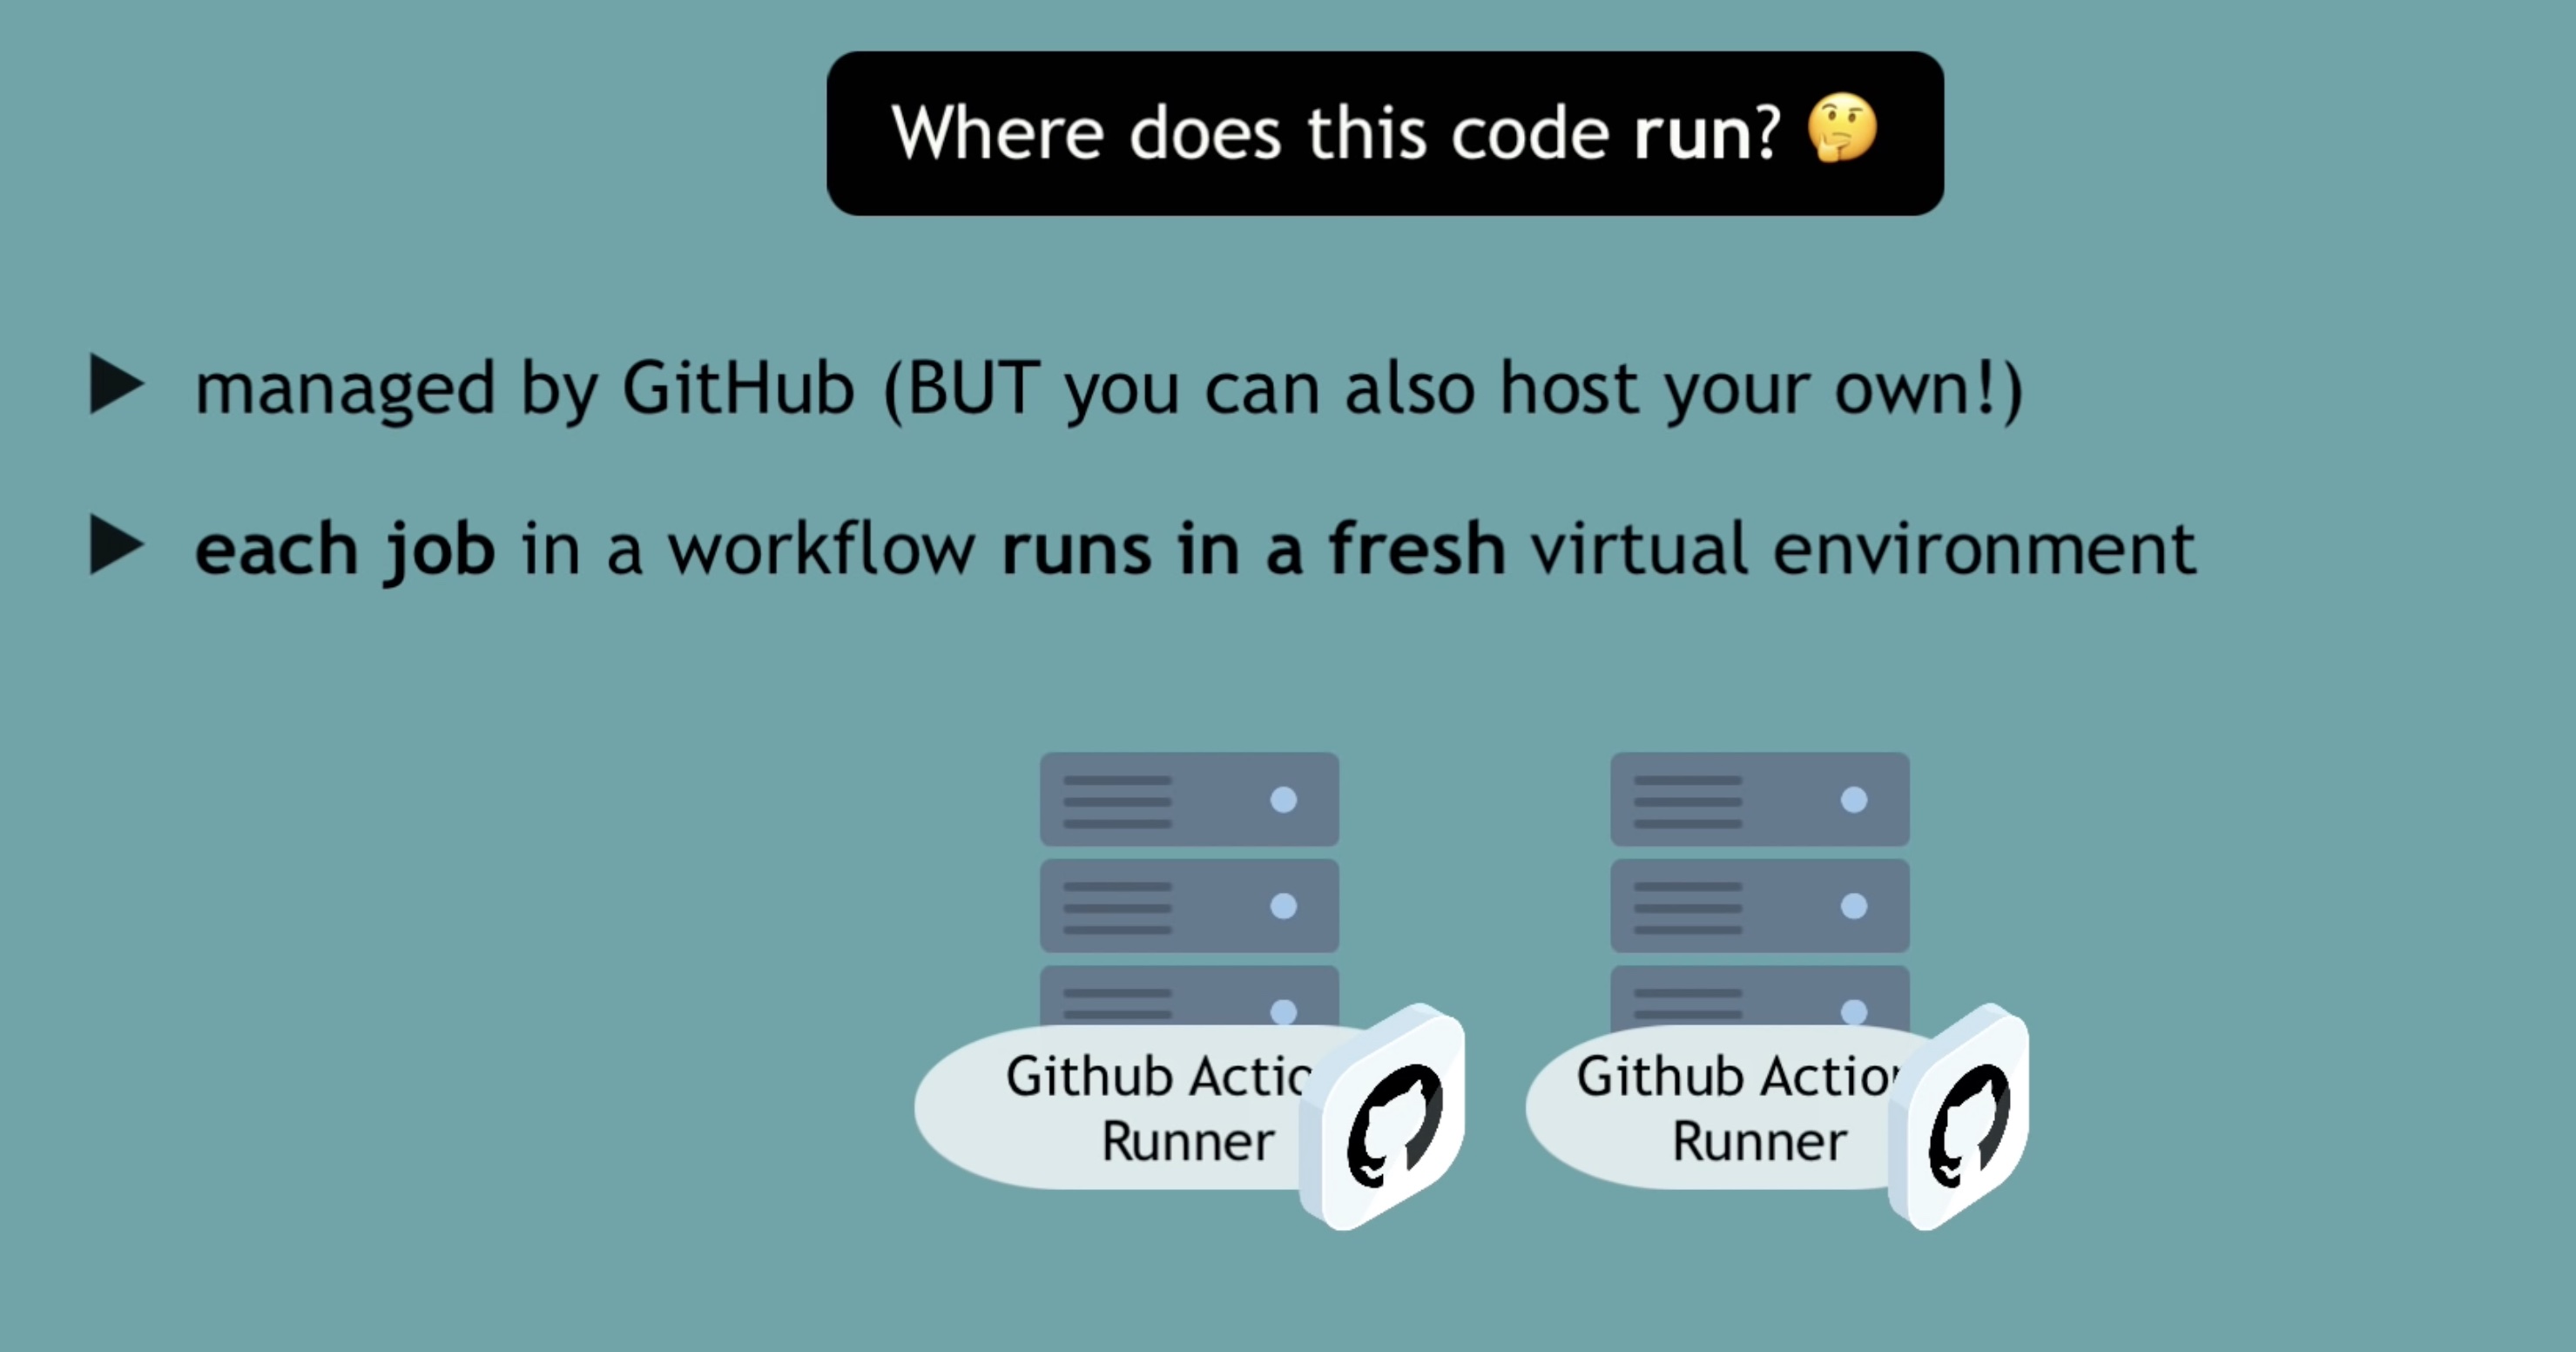 Where does this code run? 🤔
managed by GitHub (BUT you can also host your own!)
each job in a workflow runs in a fresh virtual environment
Github Github
Runner Runner